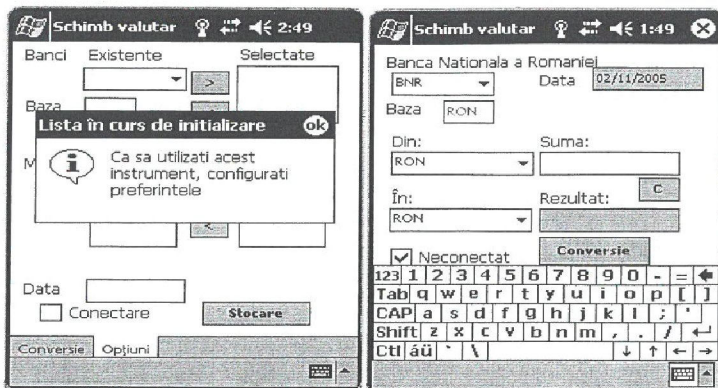 Schimb valutar 2:49
Banci Existente Selectate
>
Baza
Lista în curs de initializare ok
M
Ca sa utilizati acest
instrument, configurati
preferintele
<
Data
Conectare Stocare
Conversie Opţiuni
Schimb valutar 1:49
Banca Nationala a Romaniei
BNR Data 02/11/2005
Baza RON
Din: Suma:
RON
C
În: Rezultat:
RON
Neconectat Conversie
123 1 2 3 4 5 6 7 8 9 0 - =
Tab q w e r t y u i o p [ ]
CAP a s d f g h j k l ; '
Shift z x c v b n m , . /
Ctl áü ` \